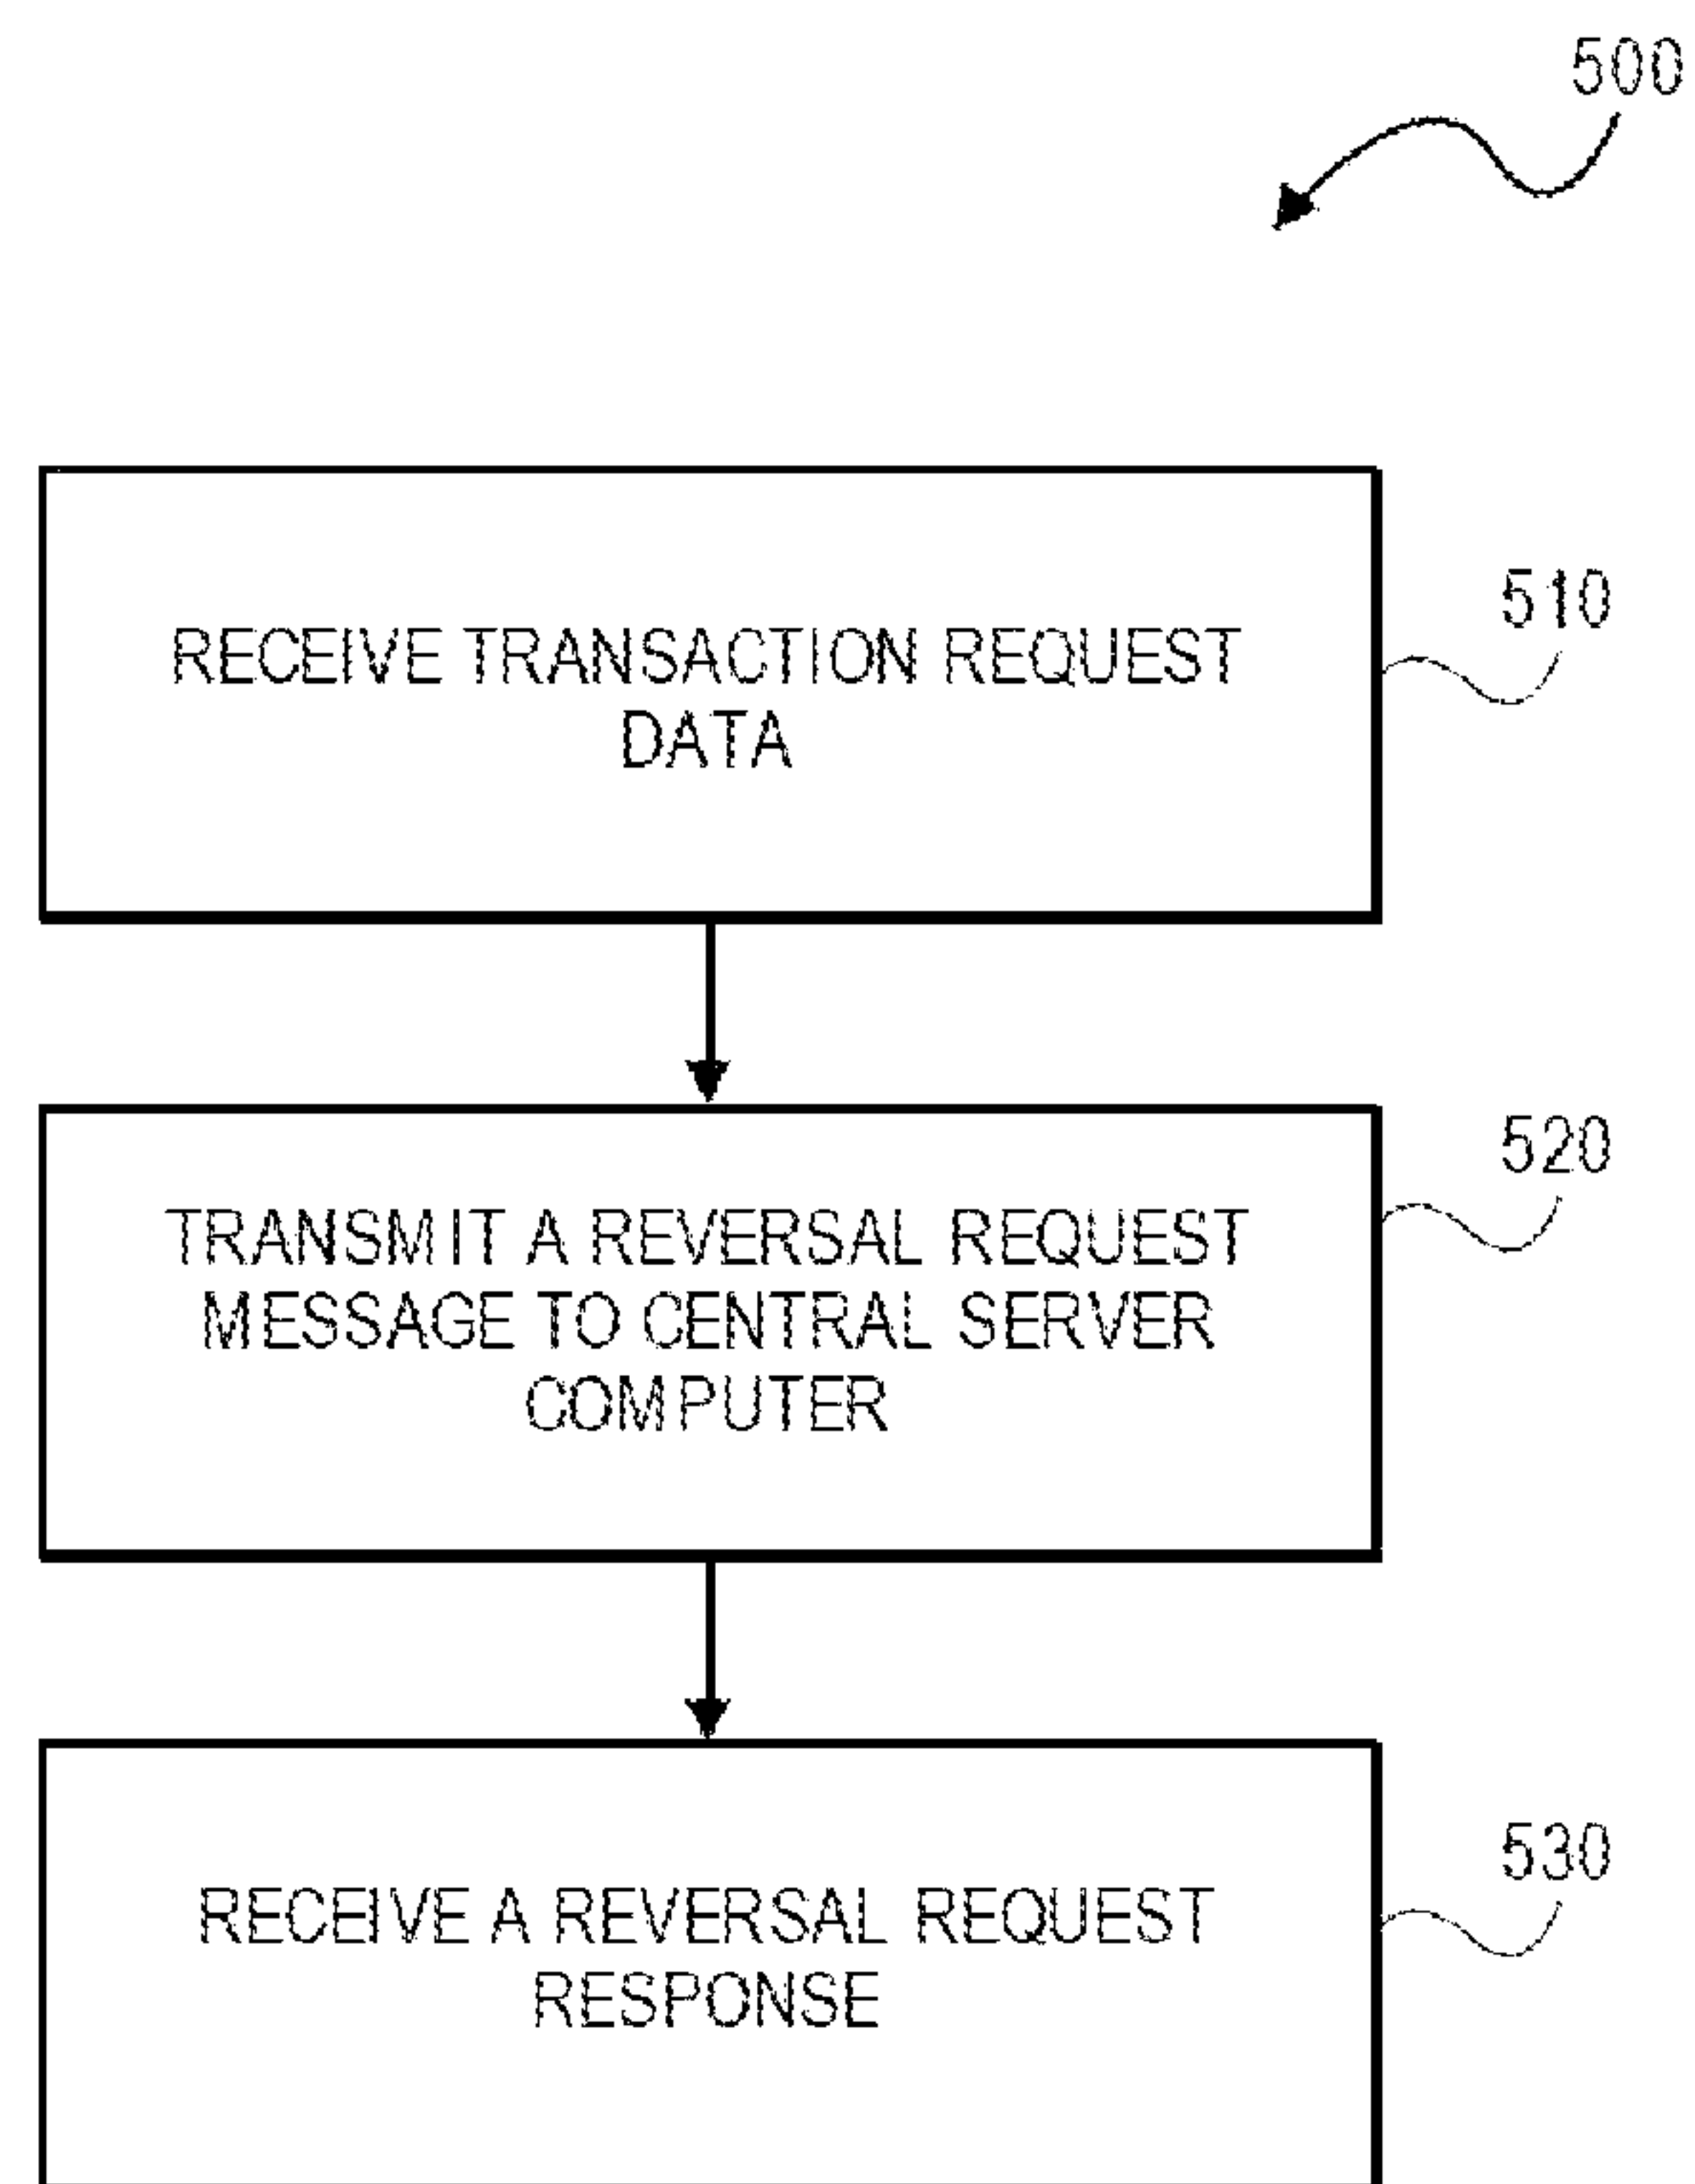 500
RECEIVE TRANSACTION REQUEST
DATA
510
TRANSMIT A REVERSAL REQUEST
MESSAGE TO CENTRAL SERVER
COMPUTER
520
RECEIVE A REVERSAL REQUEST
RESPONSE
530